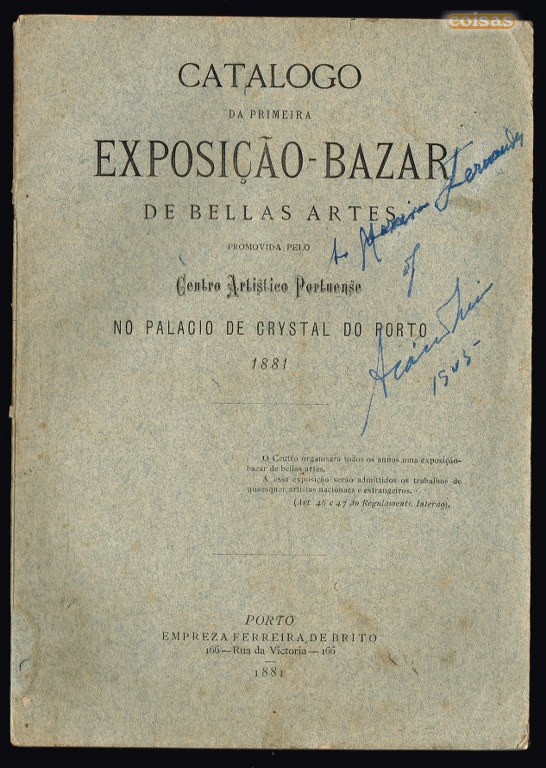 coisas
CATALOGO
DA PRIMEIRA
EXPOSIÇÃO-BAZAR
DE BELLAS ARTES
PROMOVIDA PELO
Centro Artistico Portuense
NO PALACIO DE CRYSTAL DO PORTO
1881
Fernandes
of
O Centro organisará todos os annos uma exposição-
bazar de bellas artes.
A essa exposição serão admittidos os trabalhos de
quaesquer artistas nacionaes e estrangeiros.
(Art. 46 e 47 do Regulamento Interno).
PORTO
EMPREZA FERREIRA DE BRITO
166—Rua da Victoria—166
1881